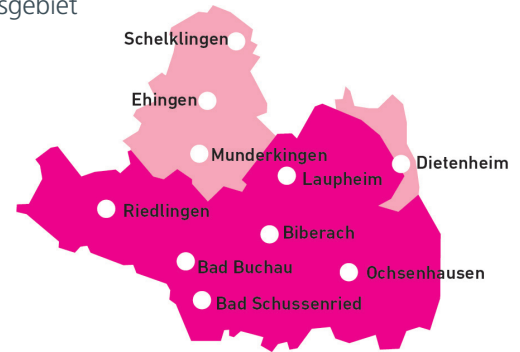 sgebiet
Schelklingen
Ehingen
Munderkingen
Dietenheim
Laupheim
Riedlingen
Biberach
Bad Buchau
Ochsenhausen
Bad Schussenried